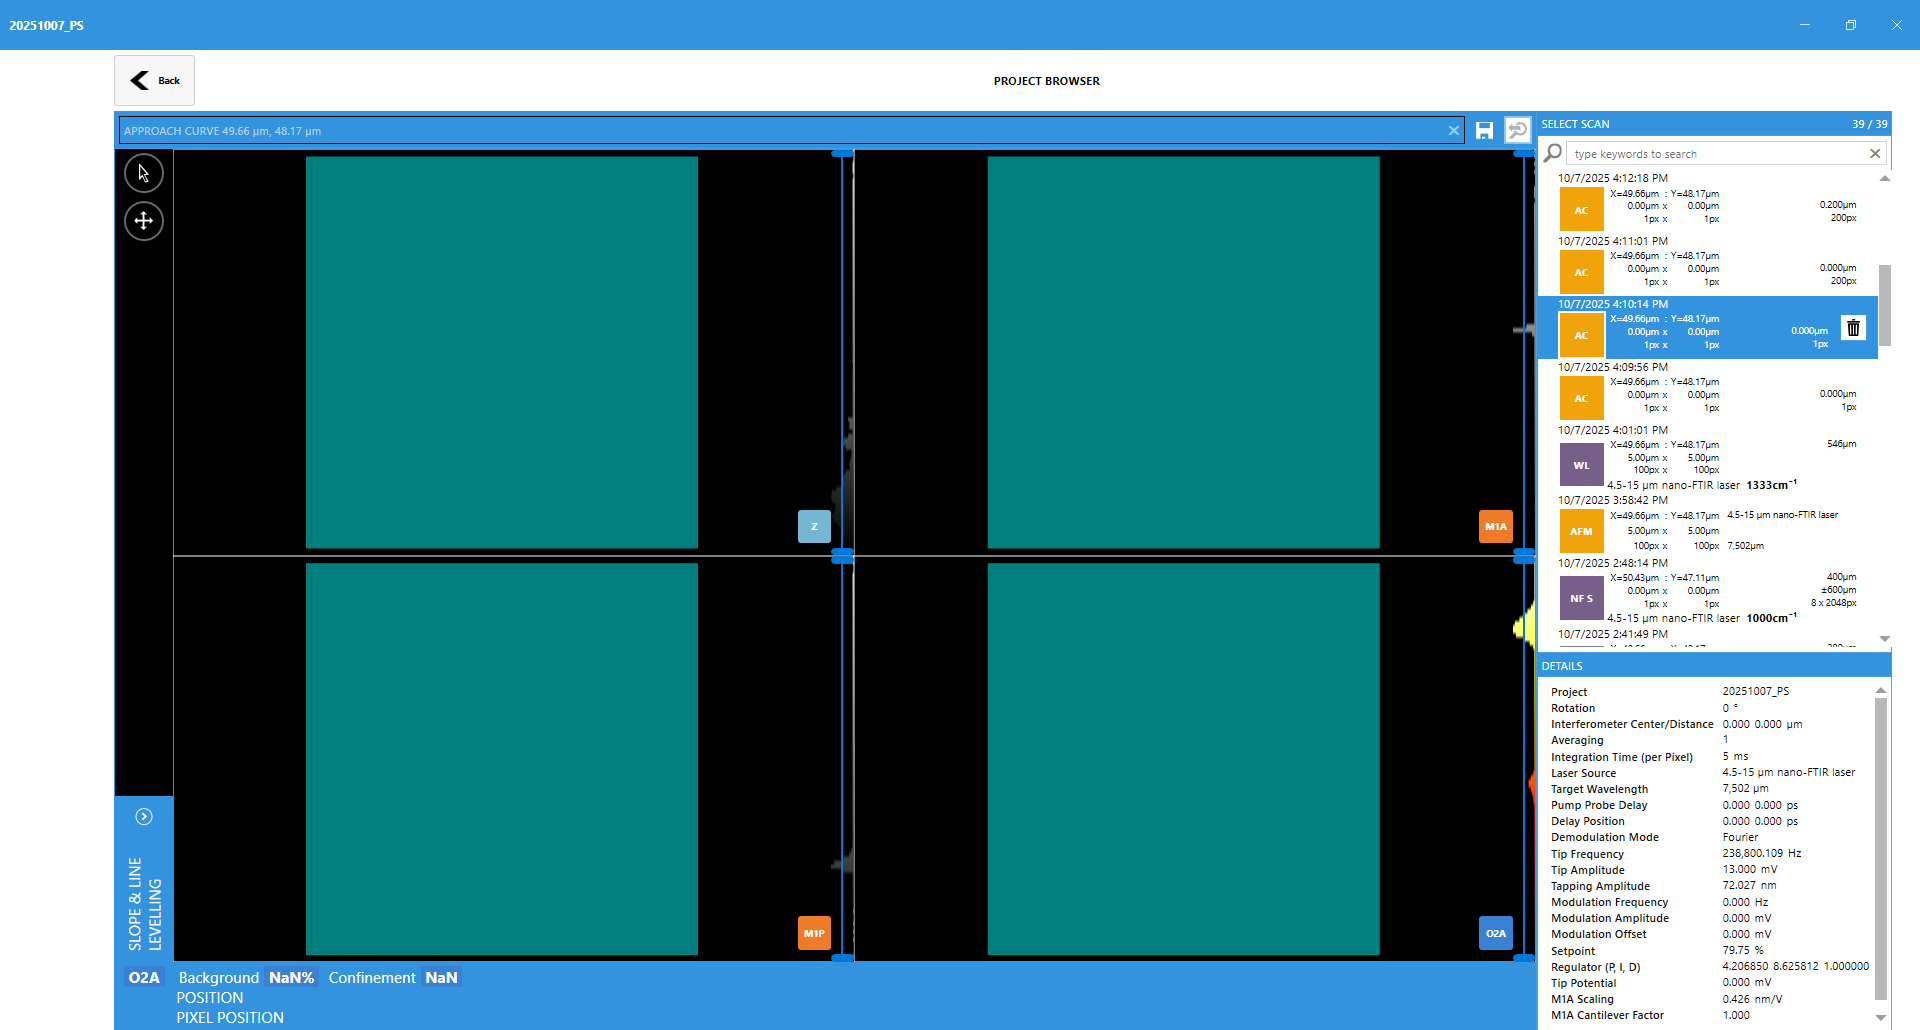 20251007_PS
Back
PROJECT BROWSER
APPROACH CURVE 49.66 µm, 48.17 µm
Z
M1A
M1P
O2A
SLOPE & LINE
LEVELLING
O2A Background NaN% Confinement NaN
POSITION
PIXEL POSITION
SELECT SCAN 39 / 39
type keywords to search
10/7/2025 4:12:18 PM
AC
X=49.66µm : Y=48.17µm
0.00µm x 0.00µm 0.200µm
1px x 1px 200px
10/7/2025 4:11:01 PM
AC
X=49.66µm : Y=48.17µm
0.00µm x 0.00µm 0.000µm
1px x 1px 200px
10/7/2025 4:10:14 PM
AC
X=49.66µm : Y=48.17µm
0.00µm x 0.00µm 0.000µm
1px x 1px 1px
10/7/2025 4:09:56 PM
AC
X=49.66µm : Y=48.17µm
0.00µm x 0.00µm 0.000µm
1px x 1px 1px
10/7/2025 4:01:01 PM
WL
X=49.66µm : Y=48.17µm 546µm
5.00µm x 5.00µm
100px x 100px
4.5-15 µm nano-FTIR laser 1333cm⁻¹
10/7/2025 3:58:42 PM
AFM
X=49.66µm : Y=48.17µm 4.5-15 µm nano-FTIR laser
5.00µm x 5.00µm
100px x 100px 7,502µm
10/7/2025 2:48:14 PM
NF S
X=50.43µm : Y=47.11µm 400µm
0.00µm x 0.00µm ±600µm
1px x 1px 8 x 2048px
4.5-15 µm nano-FTIR laser 1000cm⁻¹
10/7/2025 2:41:49 PM
DETAILS
Project 20251007_PS
Rotation 0 °
Interferometer Center/Distance 0.000 0.000 µm
Averaging 1
Integration Time (per Pixel) 5 ms
Laser Source 4.5-15 µm nano-FTIR laser
Target Wavelength 7,502 µm
Pump Probe Delay 0.000 0.000 ps
Delay Position 0.000 0.000 ps
Demodulation Mode Fourier
Tip Frequency 238,800.109 Hz
Tip Amplitude 13.000 mV
Tapping Amplitude 72.027 nm
Modulation Frequency 0.000 Hz
Modulation Amplitude 0.000 mV
Modulation Offset 0.000 mV
Setpoint 79.75 %
Regulator (P, I, D) 4.206850 8.625812 1.000000
Tip Potential 0.000 mV
M1A Scaling 0.426 nm/V
M1A Cantilever Factor 1.000